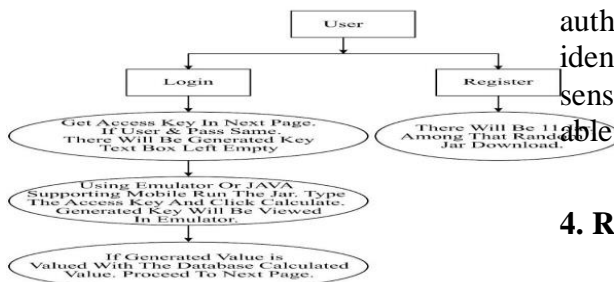 User
Login
Register
Get Access Key In Next Page.
If User & Pass Same.
There Will Be Generated Key
Text Box Left Empty
There Will Be 11
Among That Random
Jar Download.
Using Emulator Or JAVA
Supporting Mobile Run The Jar. Type
The Access Key And Click Calculate.
Generated Key Will Be Viewed
In Emulator.
If Generated Value is
Valued With The Database Calculated
Value. Proceed To Next Page.
auth
iden
sens
able
4. R